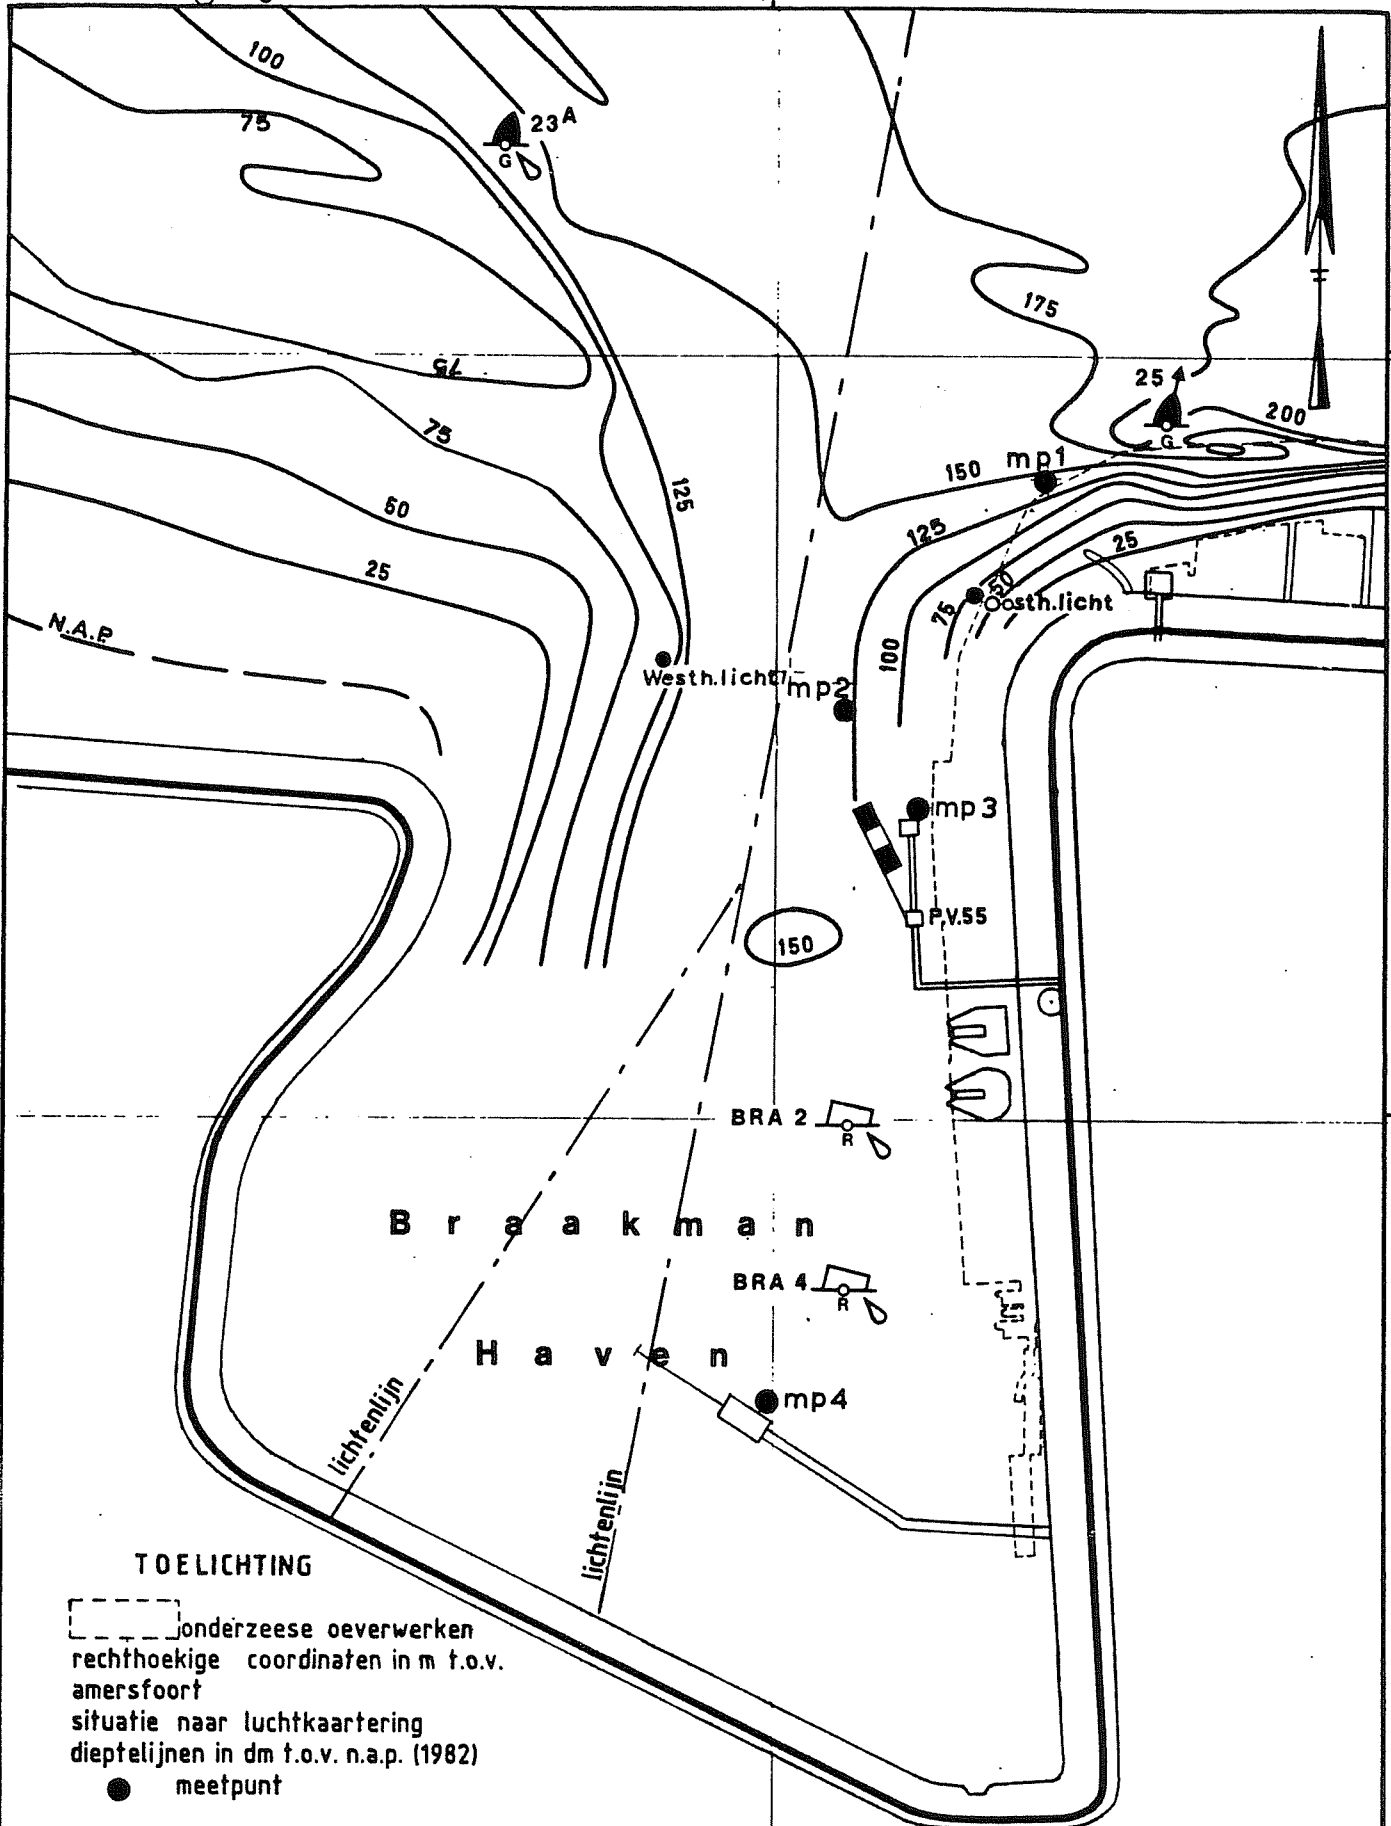 100
23A
75
G
175
75
25
200
G
75
mp1
150
125
50
125
25
25
50
75
Oosth.licht
N.A.P.
100
Westh.licht
mp2
mp3
P.V.55
150
BRA 2
R
Braakman
BRA 4
R
Haven
mp4
lichtenlijn
lichtenlijn
TOELICHTING
onderzeese oeverwerken
rechthoekige coordinaten in m t.o.v.
amersfoort
situatie naar luchtkaartering
dieptelijnen in dm t.o.v. n.a.p. (1982)
meetpunt